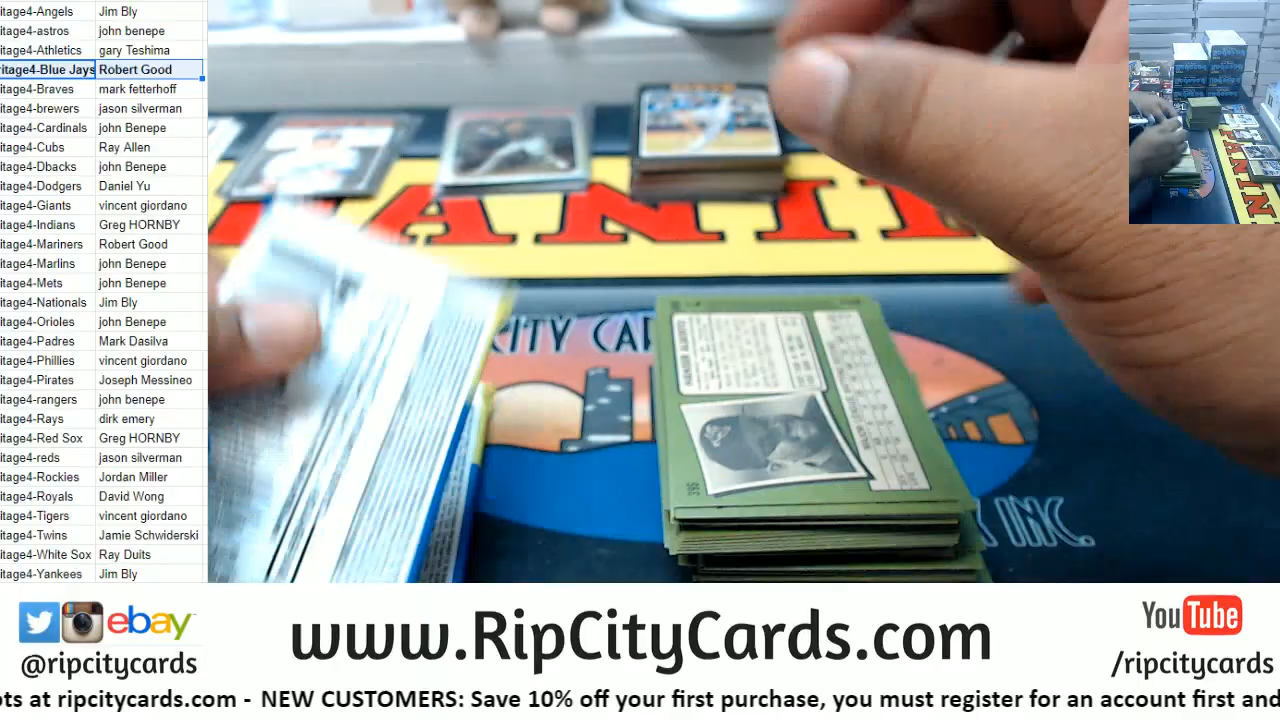 itage4-Angels Jim Bly
itage4-astros john benepe
itage4-Athletics gary Teshima
ritage4-Blue Jays Robert Good
itage4-Braves mark fetterhoff
itage4-brewers jason silverman
itage4-Cardinals john Benepe
itage4-Cubs Ray Allen
itage4-Dbacks john Benepe
itage4-Dodgers Daniel Yu
itage4-Giants vincent giordano
itage4-Indians Greg HORNBY
itage4-Mariners Robert Good
itage4-Marlins john Benepe
itage4-Mets john Benepe
itage4-Nationals Jim Bly
itage4-Orioles john Benepe
itage4-Padres Mark Dasilva
itage4-Phillies vincent giordano
itage4-Pirates Joseph Messineo
itage4-rangers john benepe
itage4-Rays dirk emery
itage4-Red Sox Greg HORNBY
itage4-reds jason silverman
itage4-Rockies Jordan Miller
itage4-Royals David Wong
itage4-Tigers vincent giordano
itage4-Twins Jamie Schwiderski
itage4-White Sox Ray Duits
itage4-Yankees Jim Bly
ANINI
CITY CAR
INC.
395
ebay
@ripcitycards
www.RipCityCards.com
YouTube
/ripcitycards
ots at ripcitycards.com - NEW CUSTOMERS: Save 10% off your first purchase, you must register for an account first and